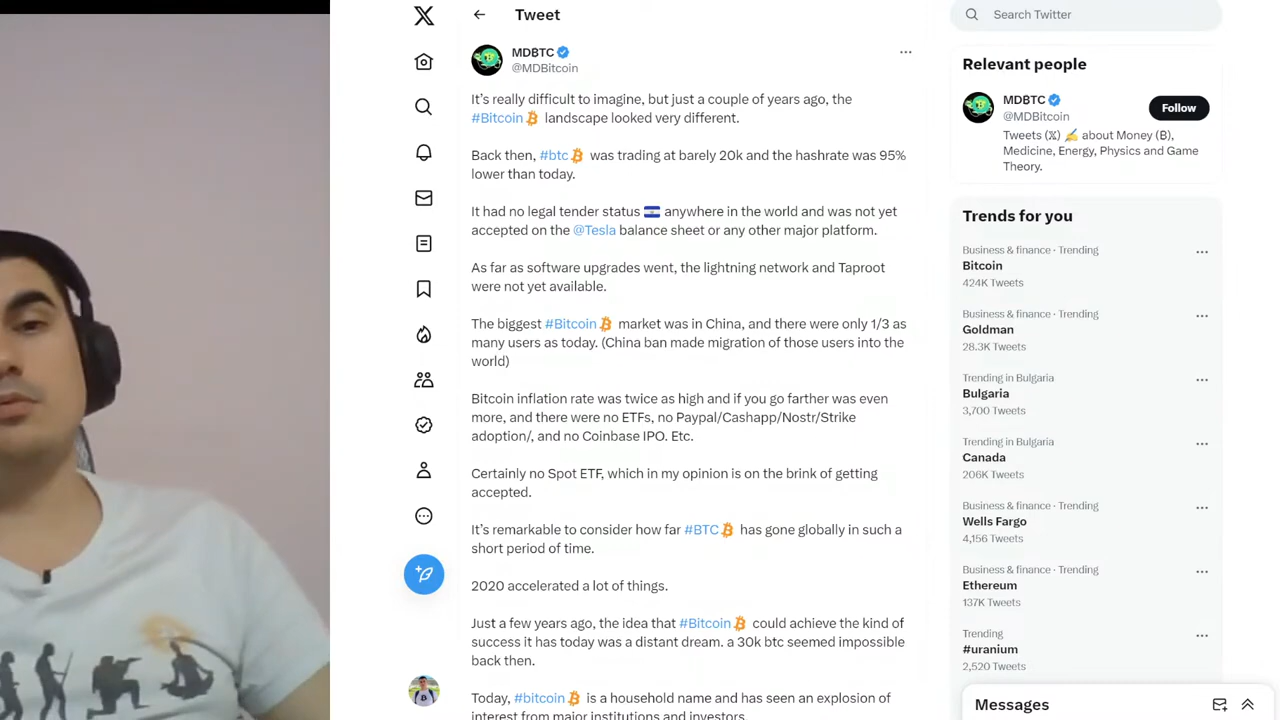 Tweet
Search Twitter
MDBTC
@MDBitcoin
It's really difficult to imagine, but just a couple of years ago, the
#Bitcoin landscape looked very different.
Back then, #btc was trading at barely 20k and the hashrate was 95%
lower than today.
It had no legal tender status anywhere in the world and was not yet
accepted on the @Tesla balance sheet or any other major platform.
As far as software upgrades went, the lightning network and Taproot
were not yet available.
The biggest #Bitcoin market was in China, and there were only 1/3 as
many users as today. (China ban made migration of those users into the
world)
Bitcoin inflation rate was twice as high and if you go farther was even
more, and there were no ETFs, no Paypal/Cashapp/Nostr/Strike
adoption/, and no Coinbase IPO. Etc.
Certainly no Spot ETF, which in my opinion is on the brink of getting
accepted.
It's remarkable to consider how far #BTC has gone globally in such a
short period of time.
2020 accelerated a lot of things.
Just a few years ago, the idea that #Bitcoin could achieve the kind of
success it has today was a distant dream. a 30k btc seemed impossible
back then.
Today, #bitcoin is a household name and has seen an explosion of
interest from major institutions and investors.
Relevant people
MDBTC
@MDBitcoin
Follow
Tweets (𝕏) ✍️ about Money (₿),
Medicine, Energy, Physics and Game
Theory.
Trends for you
Business & finance · Trending
Bitcoin
424K Tweets
Business & finance · Trending
Goldman
28.3K Tweets
Trending in Bulgaria
Bulgaria
3,700 Tweets
Trending in Bulgaria
Canada
206K Tweets
Business & finance · Trending
Wells Fargo
4,156 Tweets
Business & finance · Trending
Ethereum
137K Tweets
Trending
#uranium
2,520 Tweets
Messages